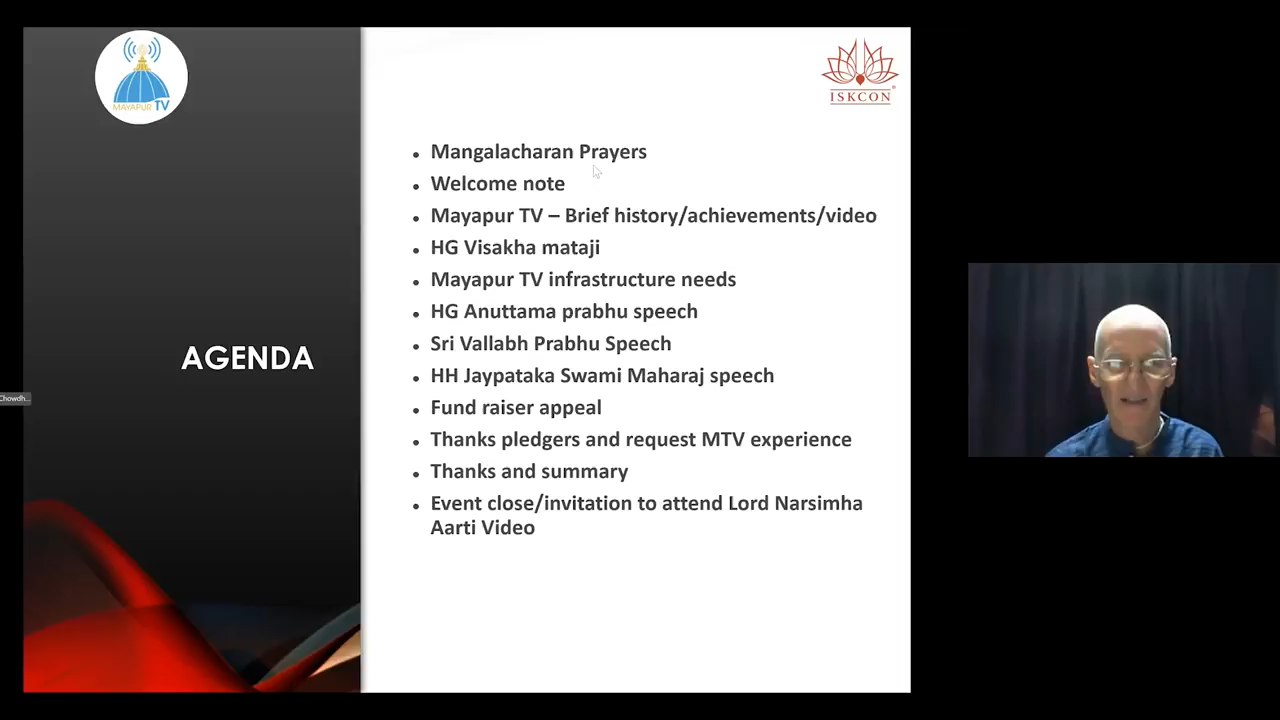 MAYAPUR TV
ISKCON
Mangalacharan Prayers
Welcome note
Mayapur TV – Brief history/achievements/video
HG Visakha mataji
Mayapur TV infrastructure needs
HG Anuttama prabhu speech
Sri Vallabh Prabhu Speech
HH Jaypataka Swami Maharaj speech
Fund raiser appeal
Thanks pledgers and request MTV experience
Thanks and summary
Event close/invitation to attend Lord Narsimha
Aarti Video
AGENDA
Chowdh...